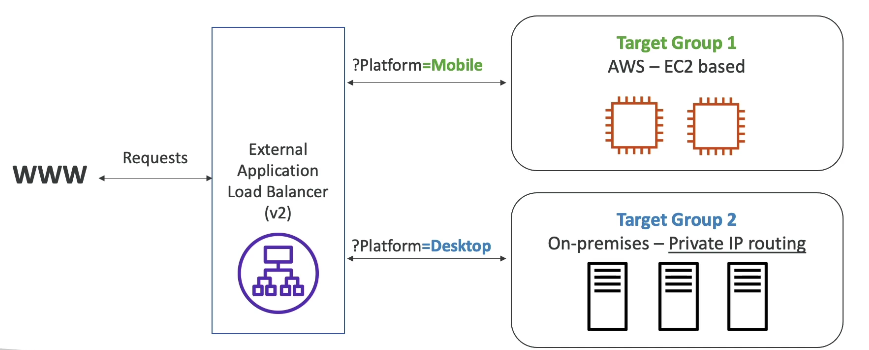 WWW
Requests
External
Application
Load Balancer
(v2)
?Platform=Mobile
?Platform=Desktop
Target Group 1
AWS – EC2 based
Target Group 2
On-premises – Private IP routing